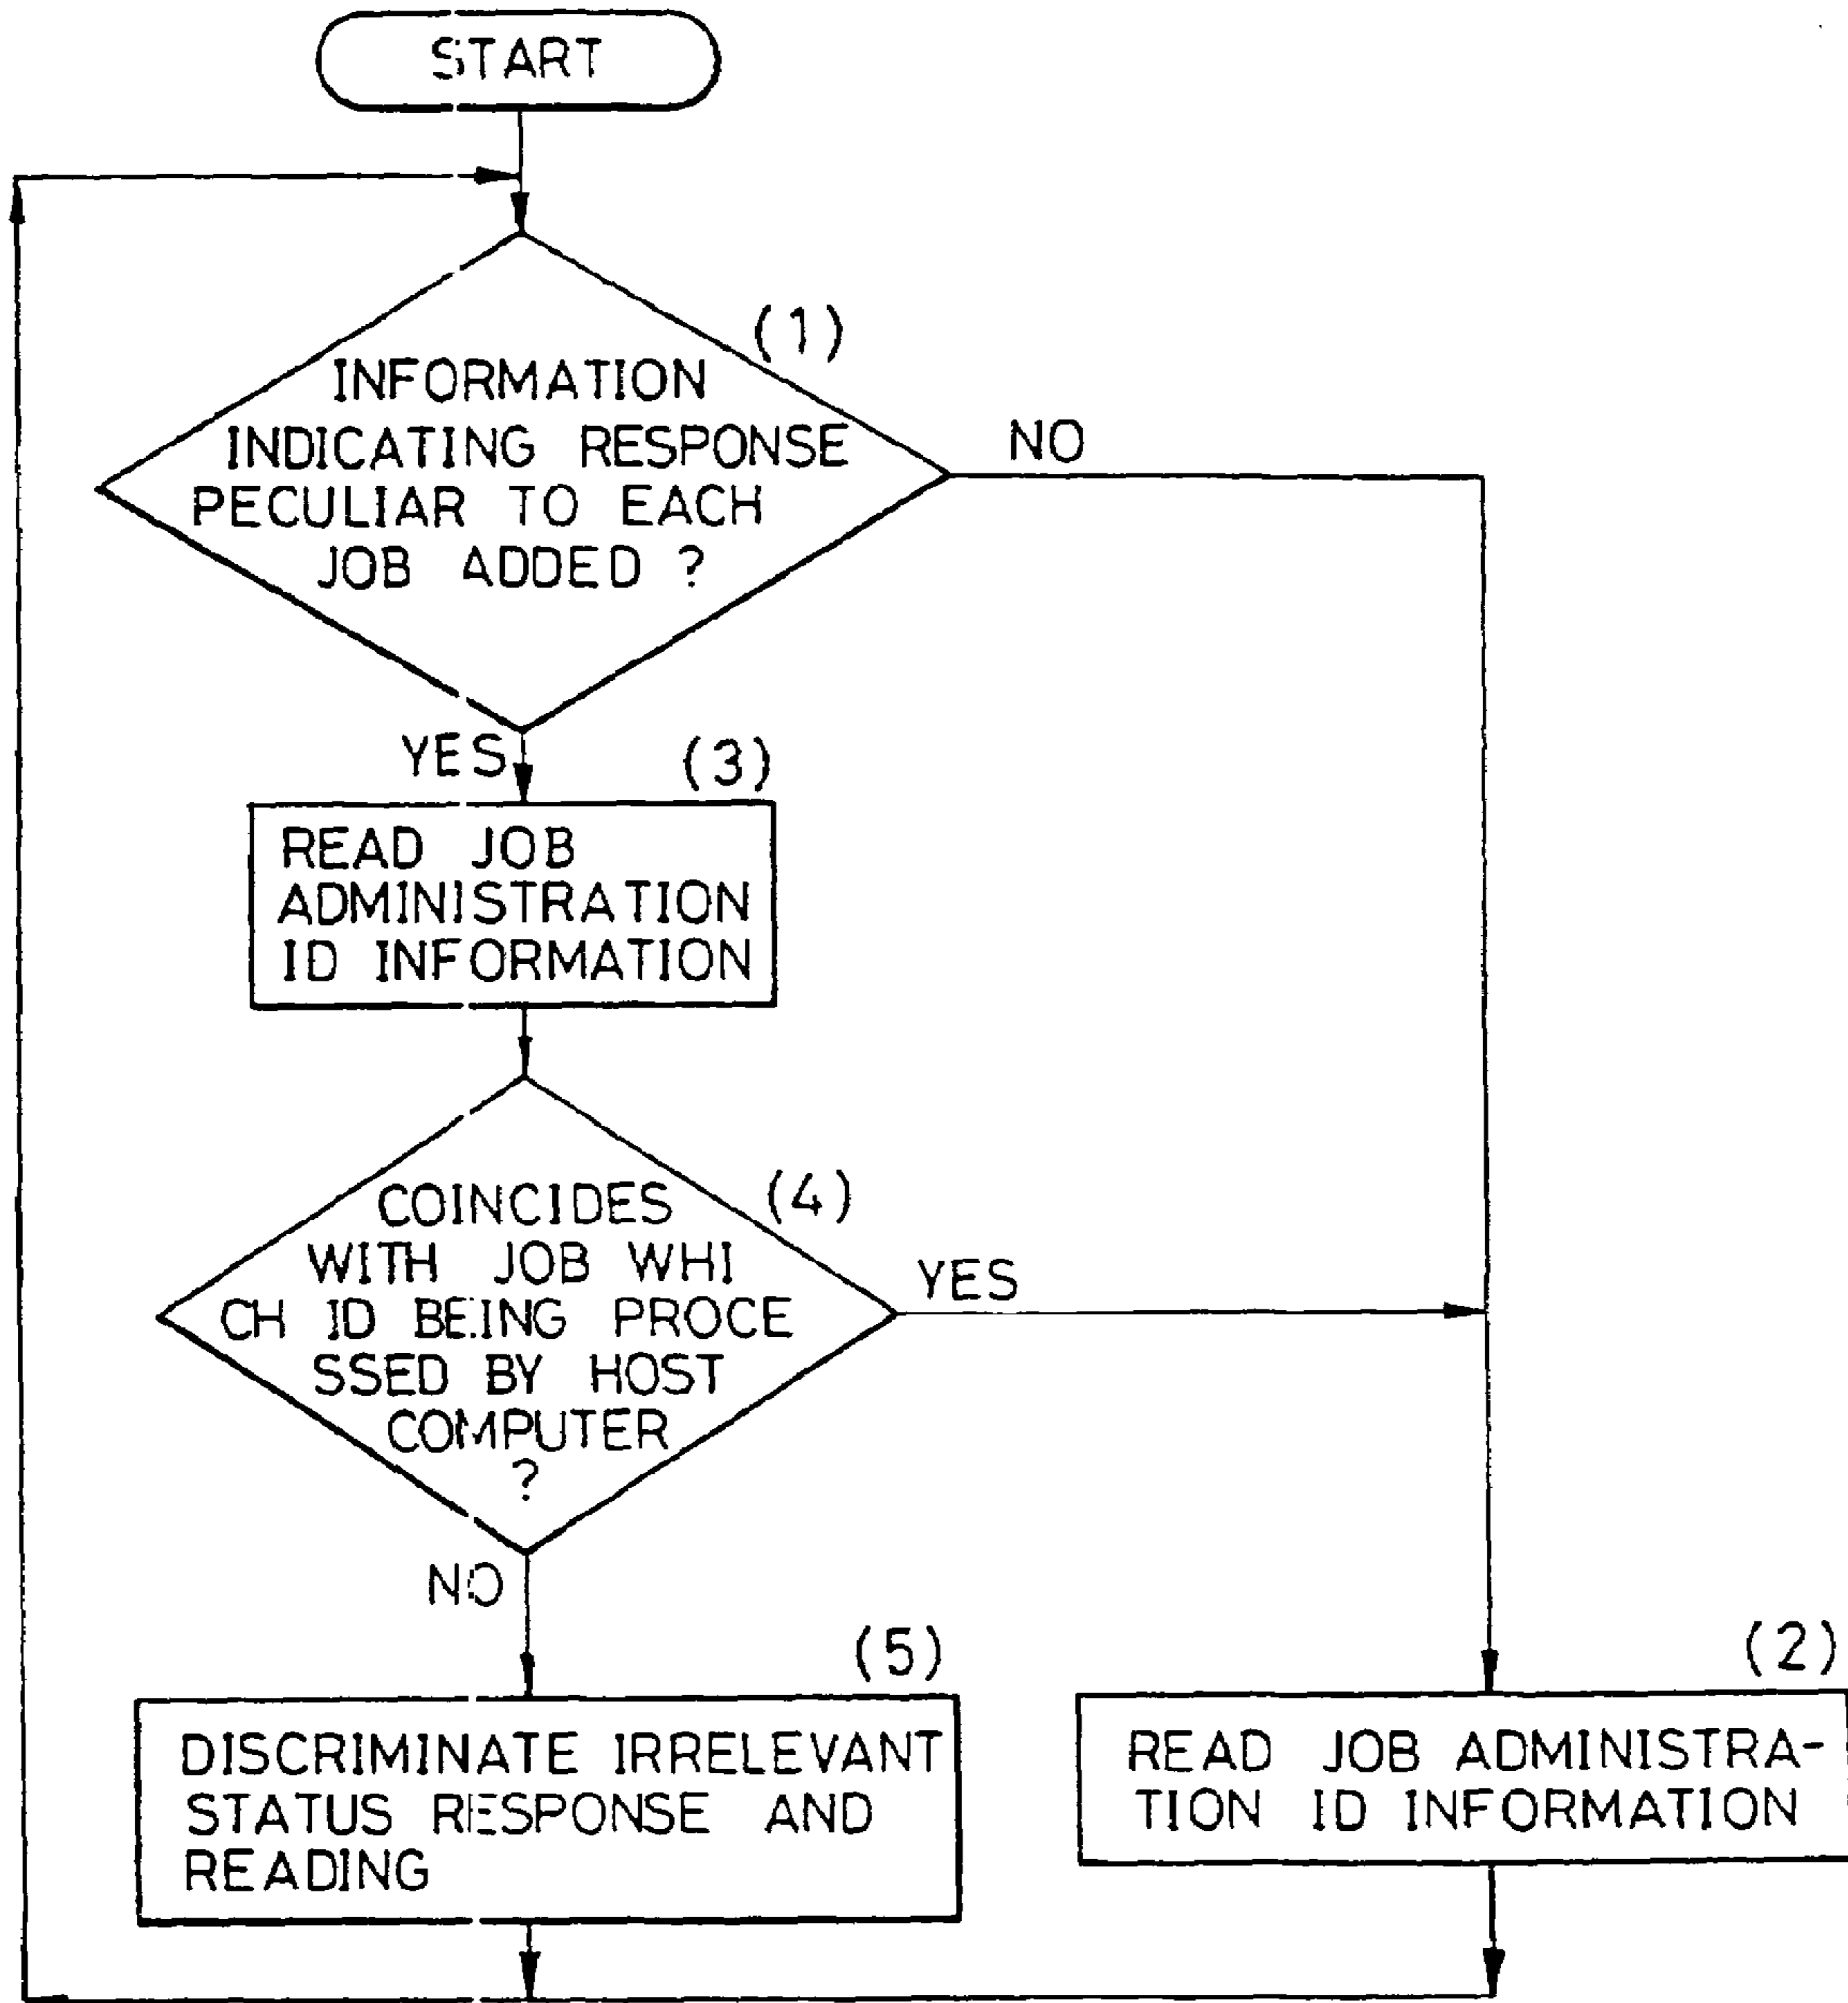 START
(1)
INFORMATION
INDICATING RESPONSE
PECULIAR TO EACH
JOB ADDED ?
NO
YES
(3)
READ JOB
ADMINISTRATION
ID INFORMATION
(4)
COINCIDES
WITH JOB WHI
CH ID BEING PROCE
SSED BY HOST
COMPUTER
?
YES
NO
(5)
DISCRIMINATE IRRELEVANT
STATUS RESPONSE AND
READING
(2)
READ JOB ADMINISTRA-
TION ID INFORMATION